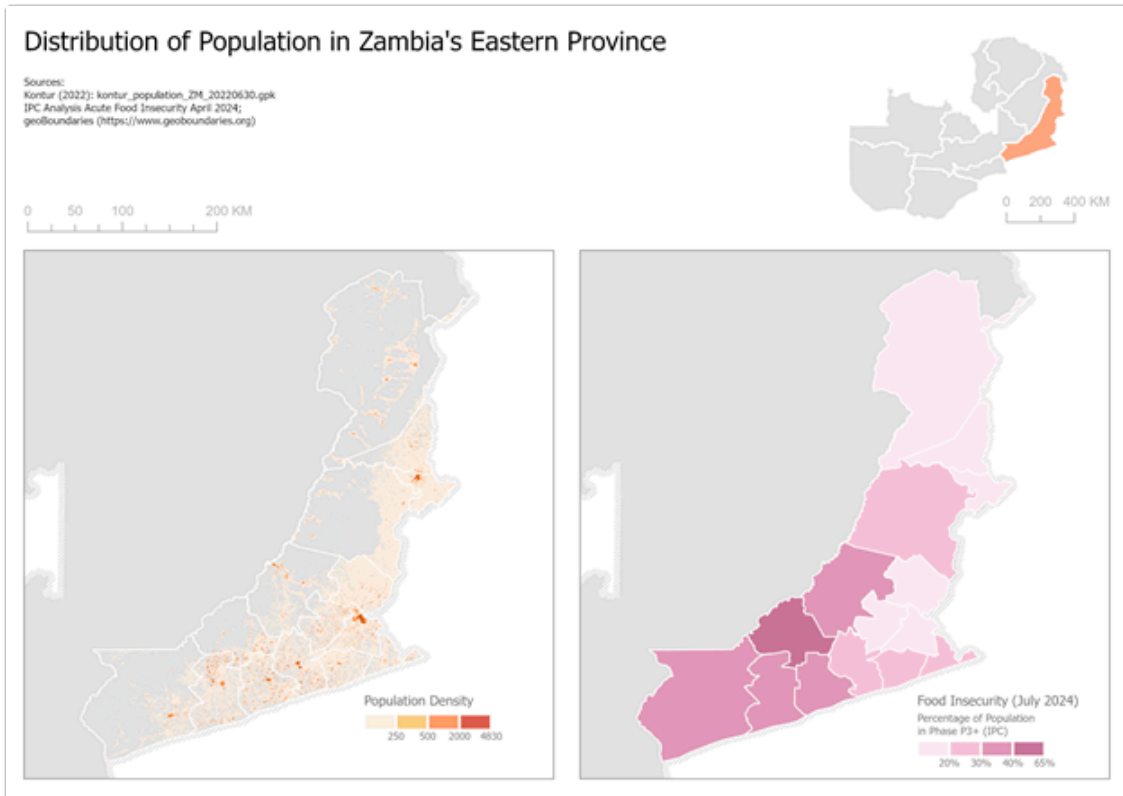 Distribution of Population in Zambia's Eastern Province
Sources:
Kontur (2022): kontur_population_ZM_20220630.gpk
IPC Analysis Acute Food Insecurity April 2024;
geoBoundaries (https://www.geoboundaries.org)
0 50 100 200 KM
0 200 400 KM
Population Density
250 500 2000 4830
Food Insecurity (July 2024)
Percentage of Population
in Phase P3+ (IPC)
20% 30% 40% 65%